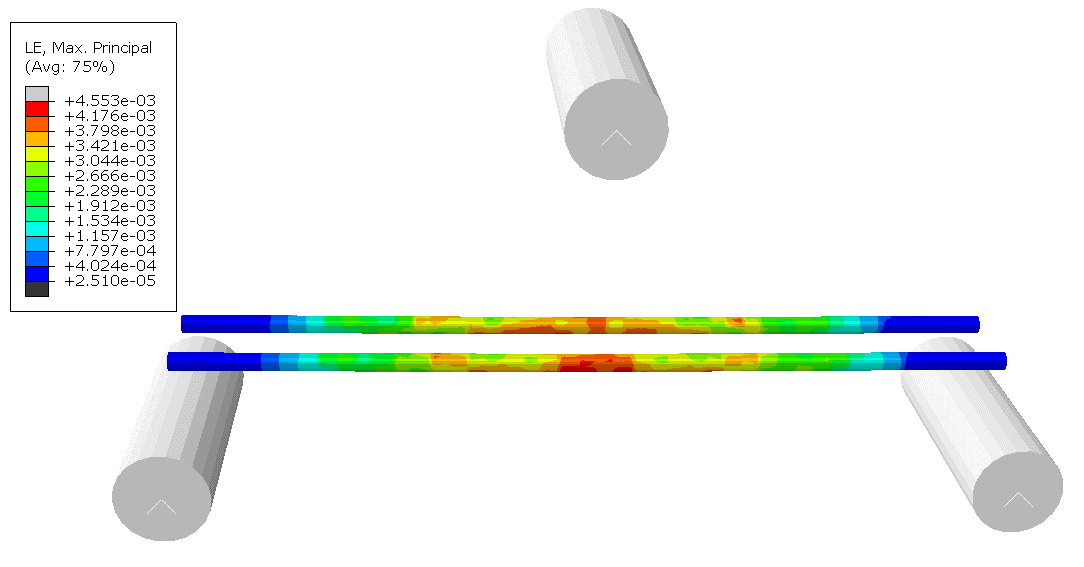 LE, Max. Principal
(Avg: 75%)
+4.553e-03
+4.176e-03
+3.798e-03
+3.421e-03
+3.044e-03
+2.666e-03
+2.289e-03
+1.912e-03
+1.534e-03
+1.157e-03
+7.797e-04
+4.024e-04
+2.510e-05